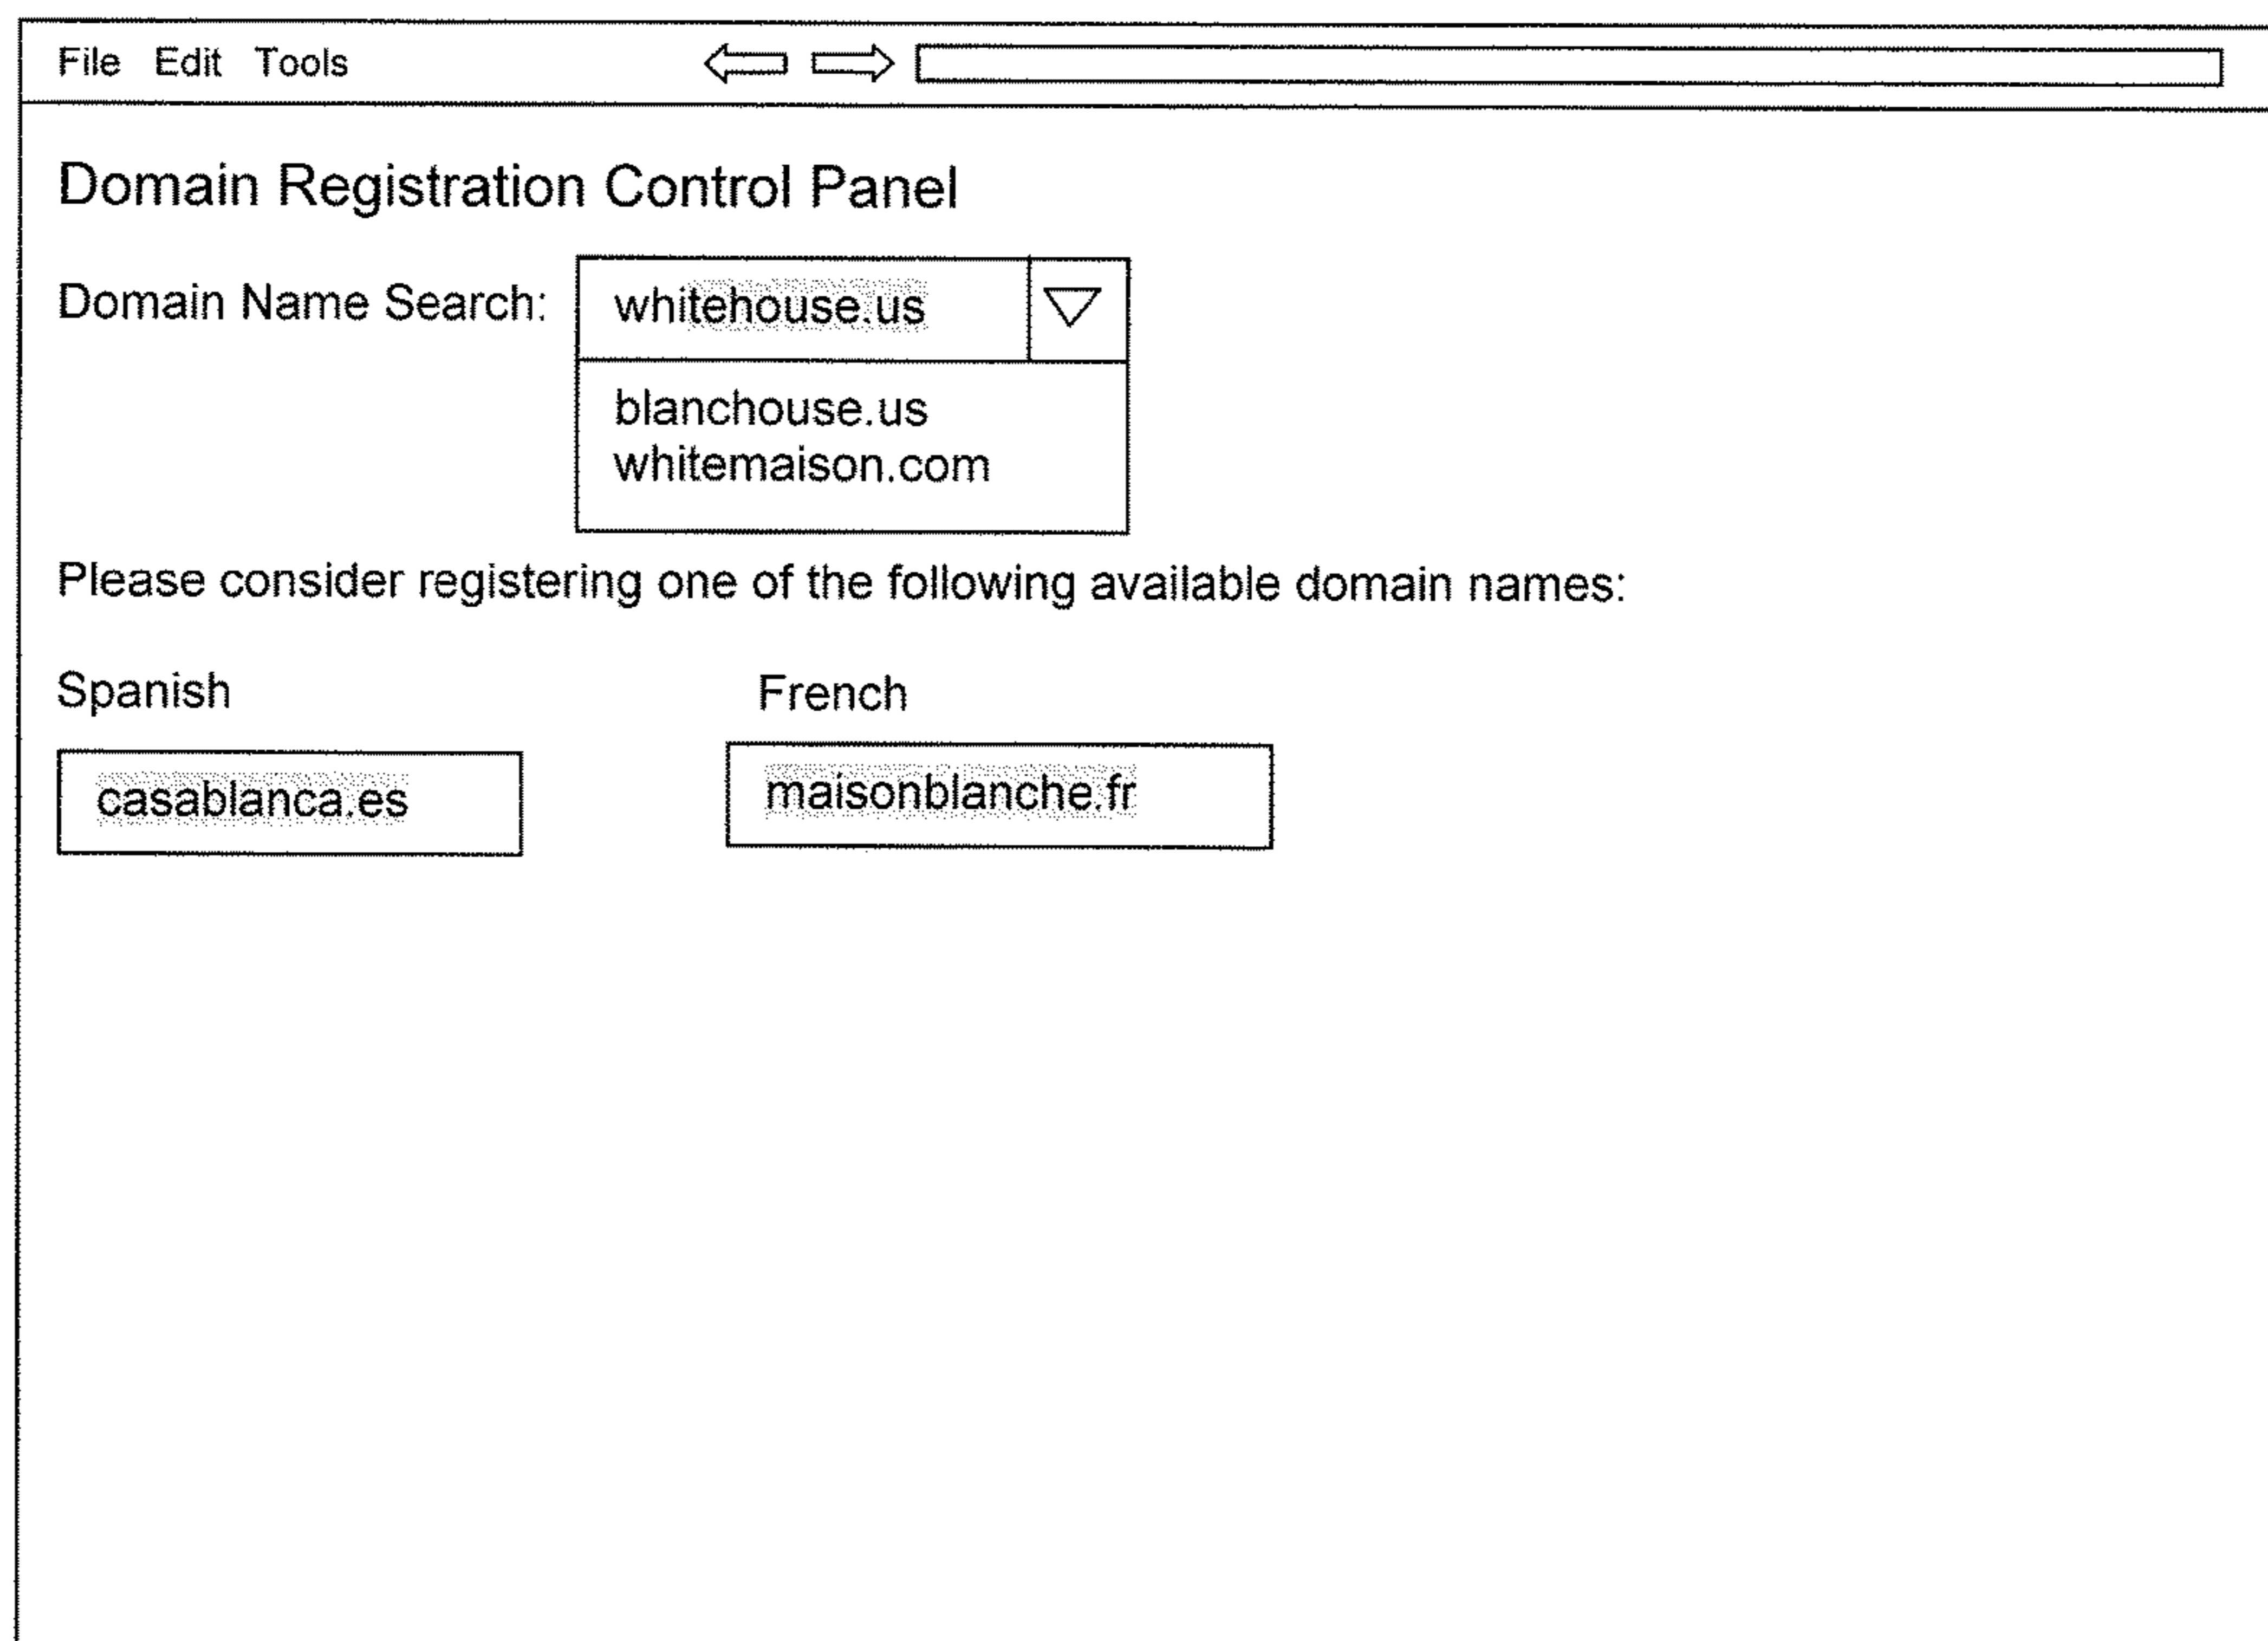 File Edit Tools
Domain Registration Control Panel
Domain Name Search: whitehouse.us
blanchouse.us
whitemaison.com
Please consider registering one of the following available domain names:
Spanish French
casablanca.es maisonblanche.fr